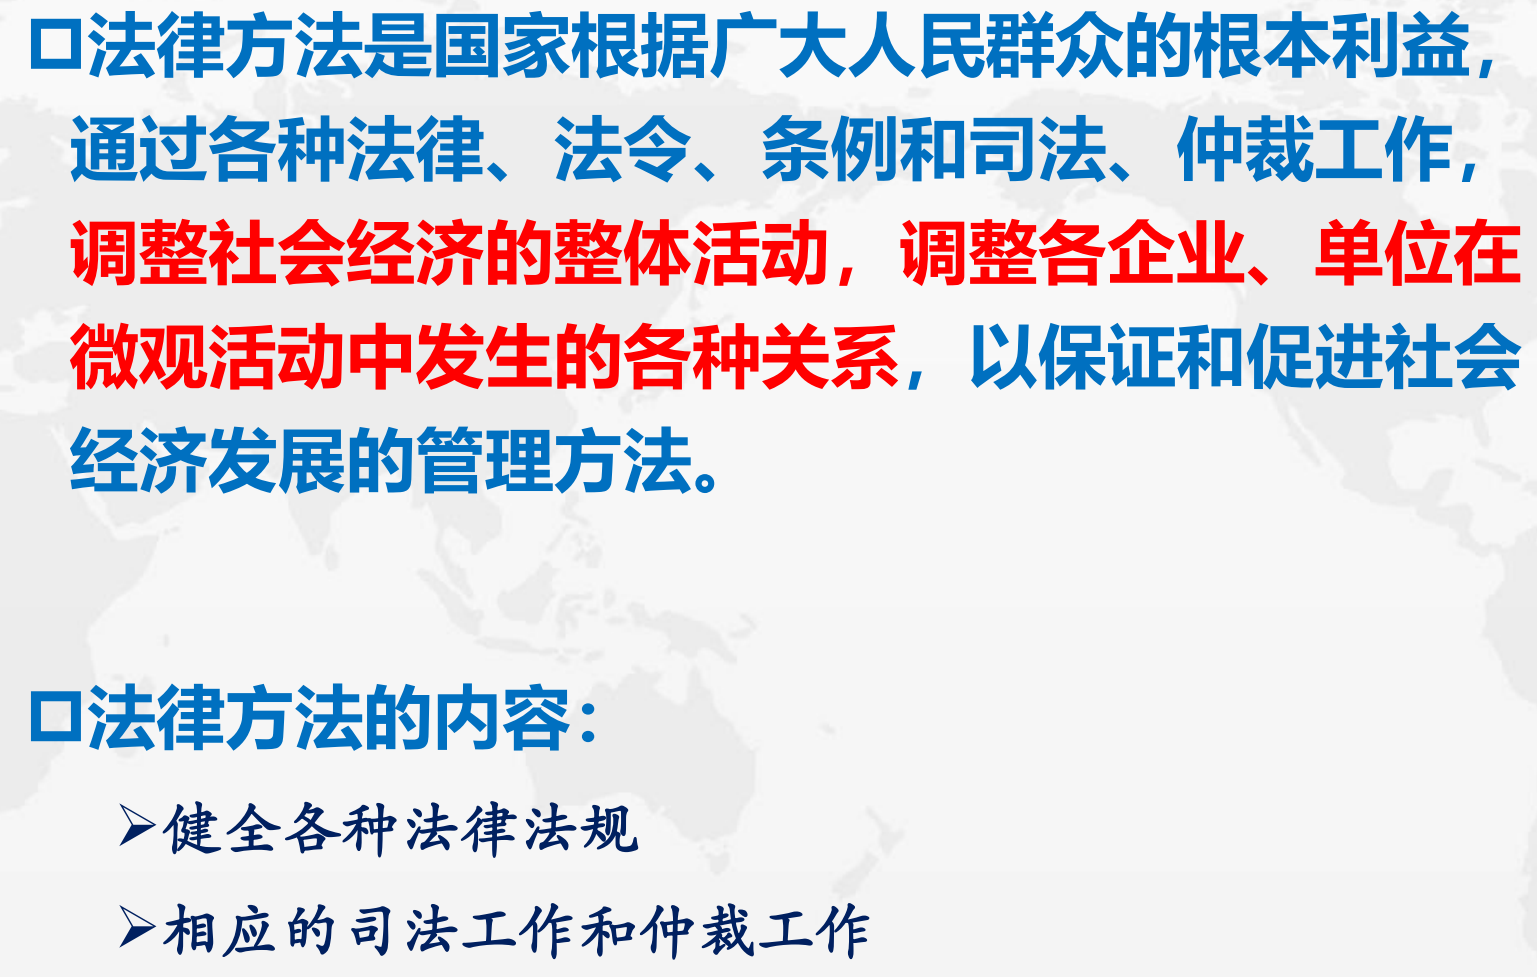 □法律方法是国家根据广大人民群众的根本利益，
通过各种法律、法令、条例和司法、仲裁工作，
调整社会经济的整体活动，调整各企业、单位在
微观活动中发生的各种关系，以保证和促进社会
经济发展的管理方法。
□法律方法的内容：
➢健全各种法律法规
➢相应的司法工作和仲裁工作